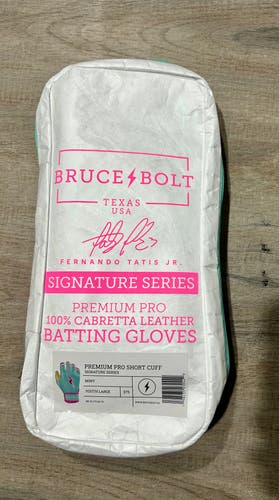 BRUCE BOLT
TEXAS
USA
FERNANDO TATIS JR.
SIGNATURE SERIES
PREMIUM PRO
100% CABRETTA LEATHER
BATTING GLOVES
PREMIUM PRO SHORT CUFF
SIGNATURE SERIES
MINT
YOUTH LARGE